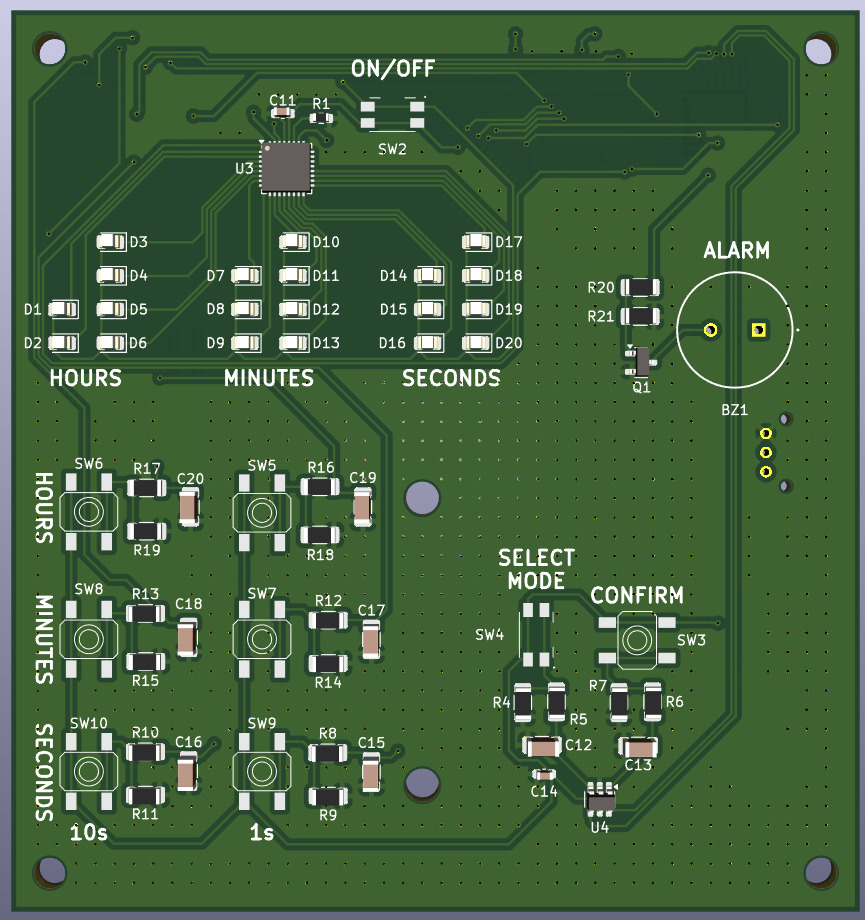 ON/OFF
C11
R1
SW2
U3
D3
D10
D17
ALARM
D4
D7
D11
D14
D18
R20
D1
D5
D8
D12
D15
D19
R21
D2
D6
D9
D13
D16
D20
HOURS
MINUTES
SECONDS
Q1
BZ1
HOURS
SW6
R17
C20
SW5
R16
C19
R19
R18
SELECT
MODE
CONFIRM
MINUTES
SW8
R13
C18
SW7
R12
C17
SW4
SW3
R15
R14
R4
R5
R7
R6
SECONDS
SW10
R10
C16
SW9
R8
C15
C12
C13
C14
R11
R9
U4
10s
1s